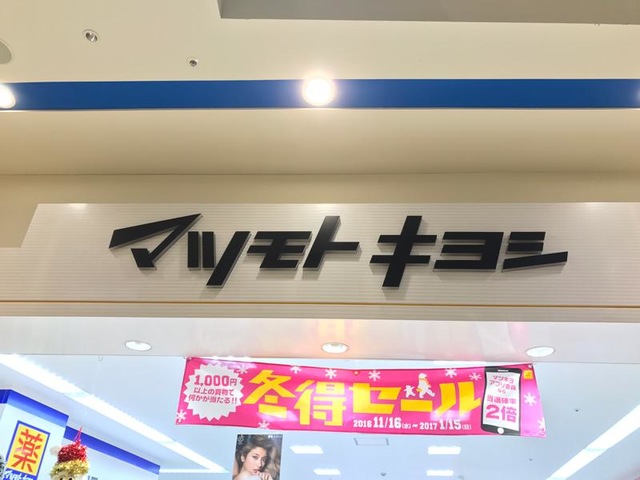 マツモトキヨシ
1,000円
以上の買物で
何かが当たる!!
冬得セール
2016 11/16(水)〜2017 1/15(日)
マツキヨ
アプリ会員
なら
当選確率
2倍
薬